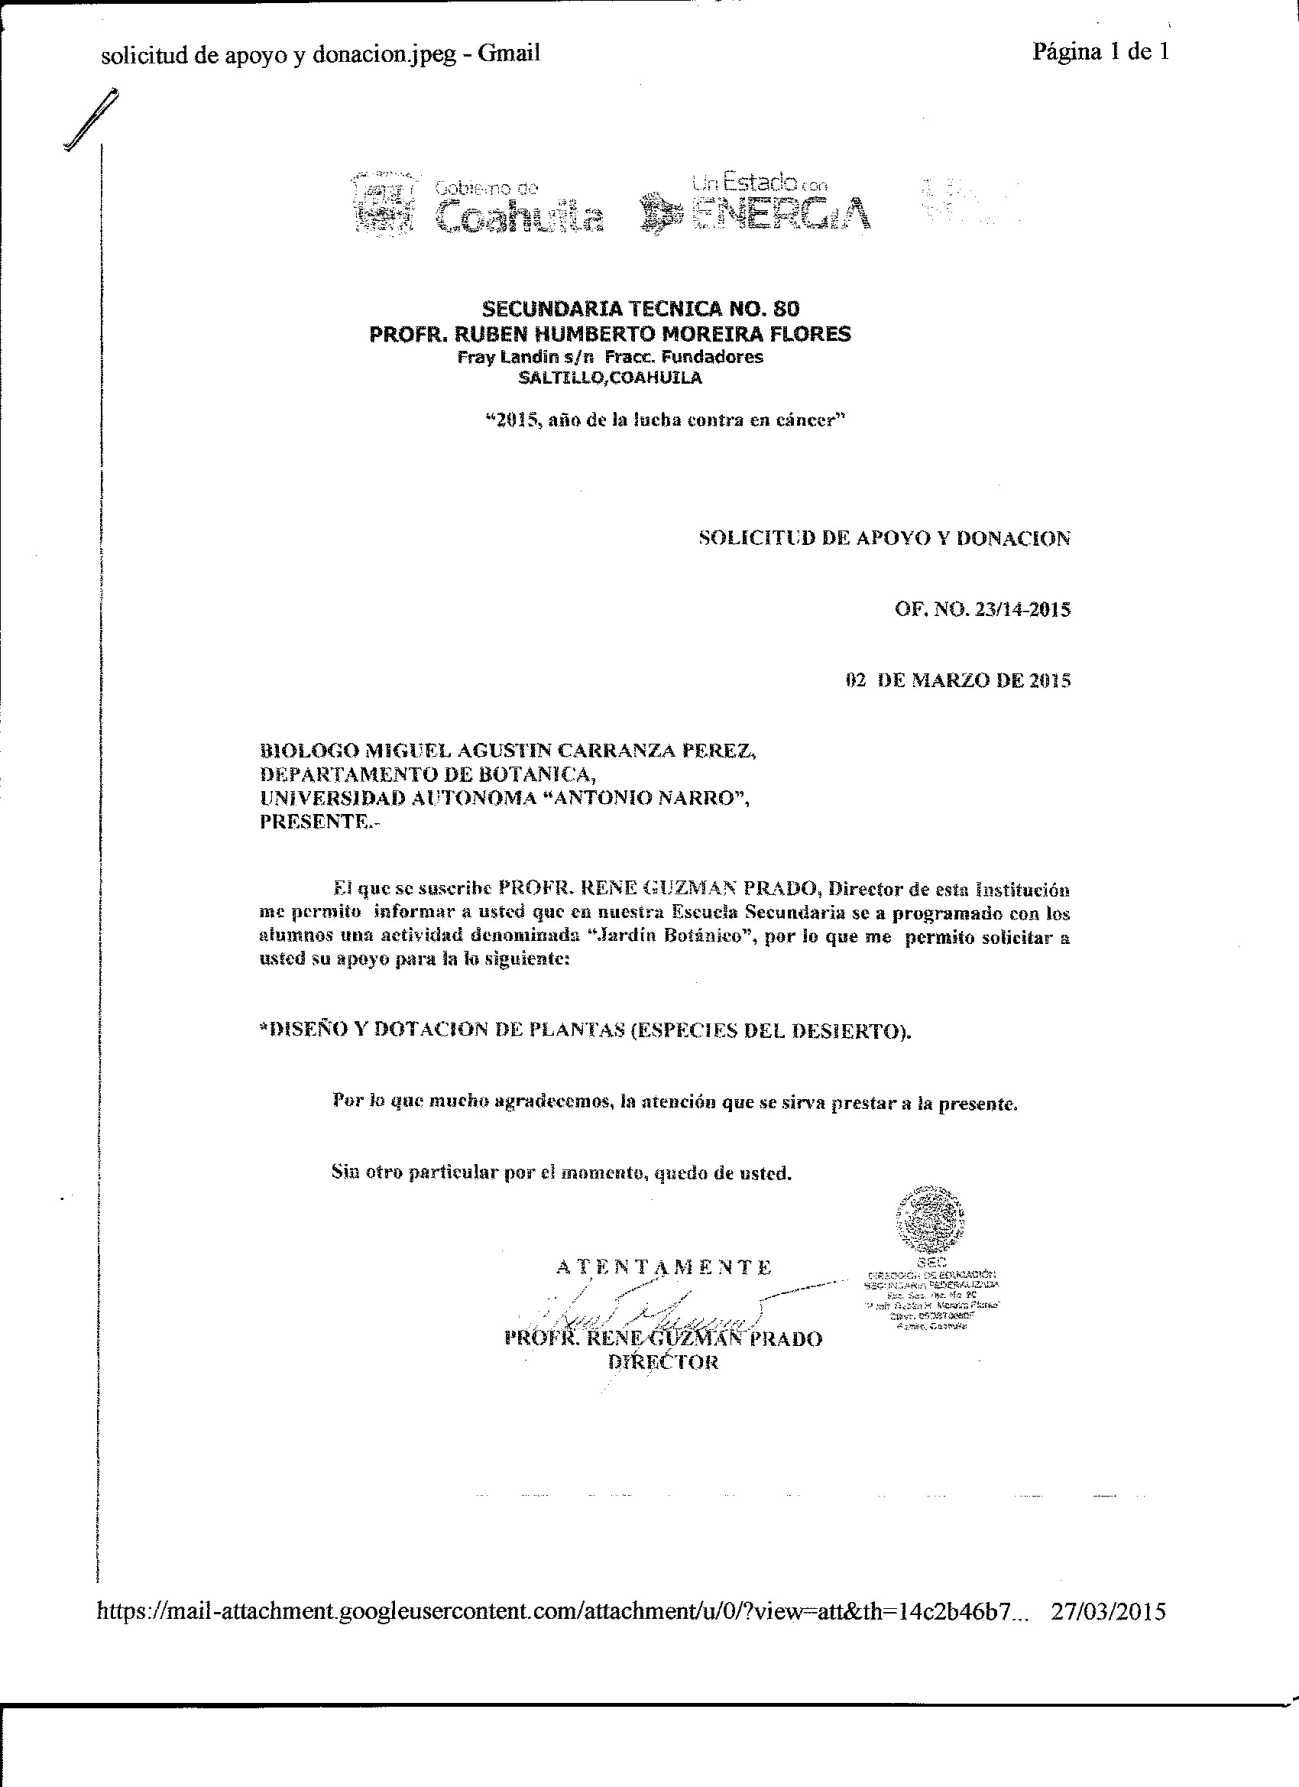 solicitud de apoyo y donacion.jpeg - Gmail
Página 1 de 1
Gobierno de
Coahuila
Un Estado con
ENERGIA
SECUNDARIA TECNICA NO. 80
PROFR. RUBEN HUMBERTO MOREIRA FLORES
Fray Landin s/n Fracc. Fundadores
SALTILLO,COAHUILA
“2015, año de la lucha contra en cáncer”
SOLICITUD DE APOYO Y DONACION
OF. NO. 23/14-2015
02 DE MARZO DE 2015
BIOLOGO MIGUEL AGUSTIN CARRANZA PEREZ,
DEPARTAMENTO DE BOTANICA,
UNIVERSIDAD AUTONOMA “ANTONIO NARRO”,
PRESENTE.-
El que se suscribe PROFR. RENE GUZMAN PRADO, Director de esta Institución
me permito informar a usted que en nuestra Escuela Secundaria se a programado con los
alumnos una actividad denominada “Jardín Botánico”, por lo que me permito solicitar a
usted su apoyo para la lo siguiente:
*DISEÑO Y DOTACION DE PLANTAS (ESPECIES DEL DESIERTO).
Por lo que mucho agradecemos, la atención que se sirva prestar a la presente.
Sin otro particular por el momento, quedo de usted.
A T E N T A M E N T E
PROFR. RENE GUZMAN PRADO
DIRECTOR
SEC
DIRECCIÓN DE EDUCACIÓN
SECUNDARIA FEDERALIZADA
https://mail-attachment.googleusercontent.com/attachment/u/0/?view=att&th=14c2b46b7...
27/03/2015